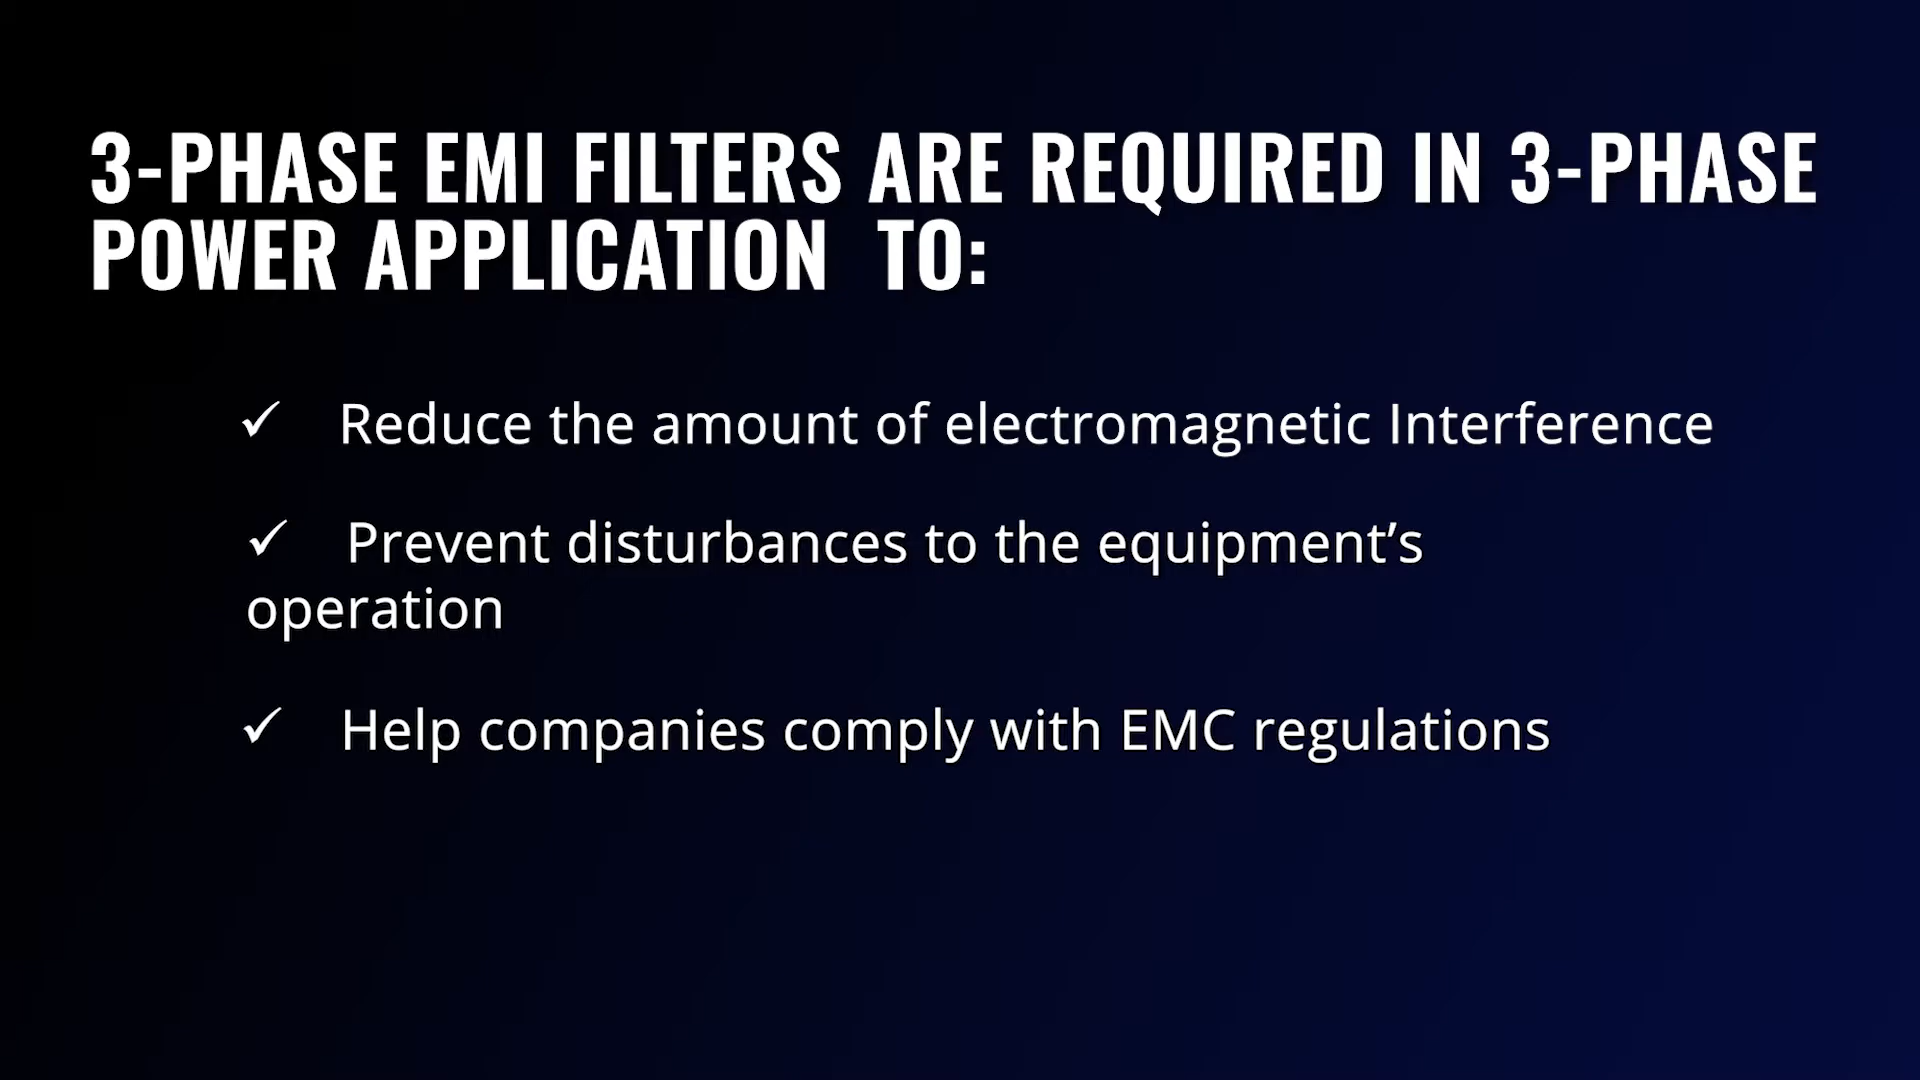 3-PHASE EMI FILTERS ARE REQUIRED IN 3-PHASE
POWER APPLICATION  TO:
✓ Reduce the amount of electromagnetic Interference
✓ Prevent disturbances to the equipment’s
operation
✓ Help companies comply with EMC regulations